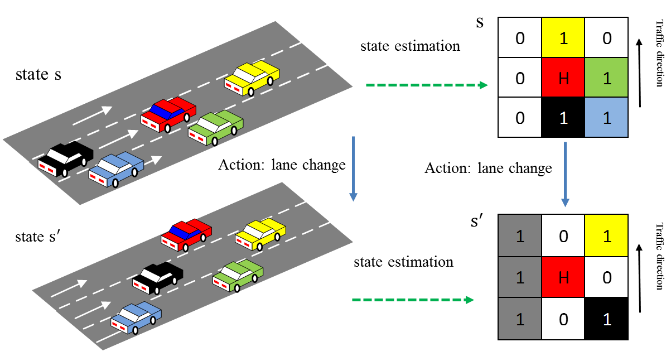 state s
state estimation
s
0 1 0
0 H 1
0 1 1
Traffic direction
Action: lane change
Action: lane change
state s′
state estimation
s′
1 0 1
1 H 0
1 0 1
Traffic direction